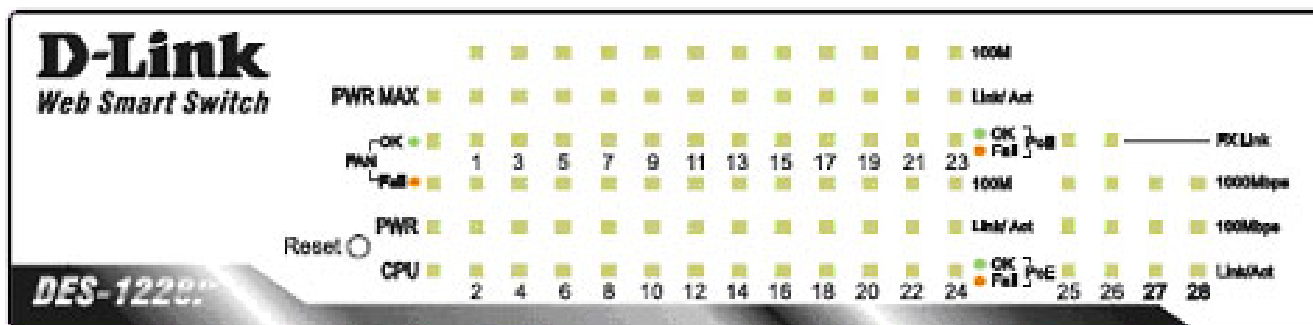 D-Link
Web Smart Switch
100M
PWR MAX Link/Act
OK OK PoE
FAN Fail FX Link
1 3 5 7 9 11 13 15 17 19 21 23
Fail 100M 1000Mbps
PWR Link/Act 100Mbps
Reset
CPU OK PoE Link/Act
Fail
2 4 6 8 10 12 14 16 18 20 22 24 25 26 27 28